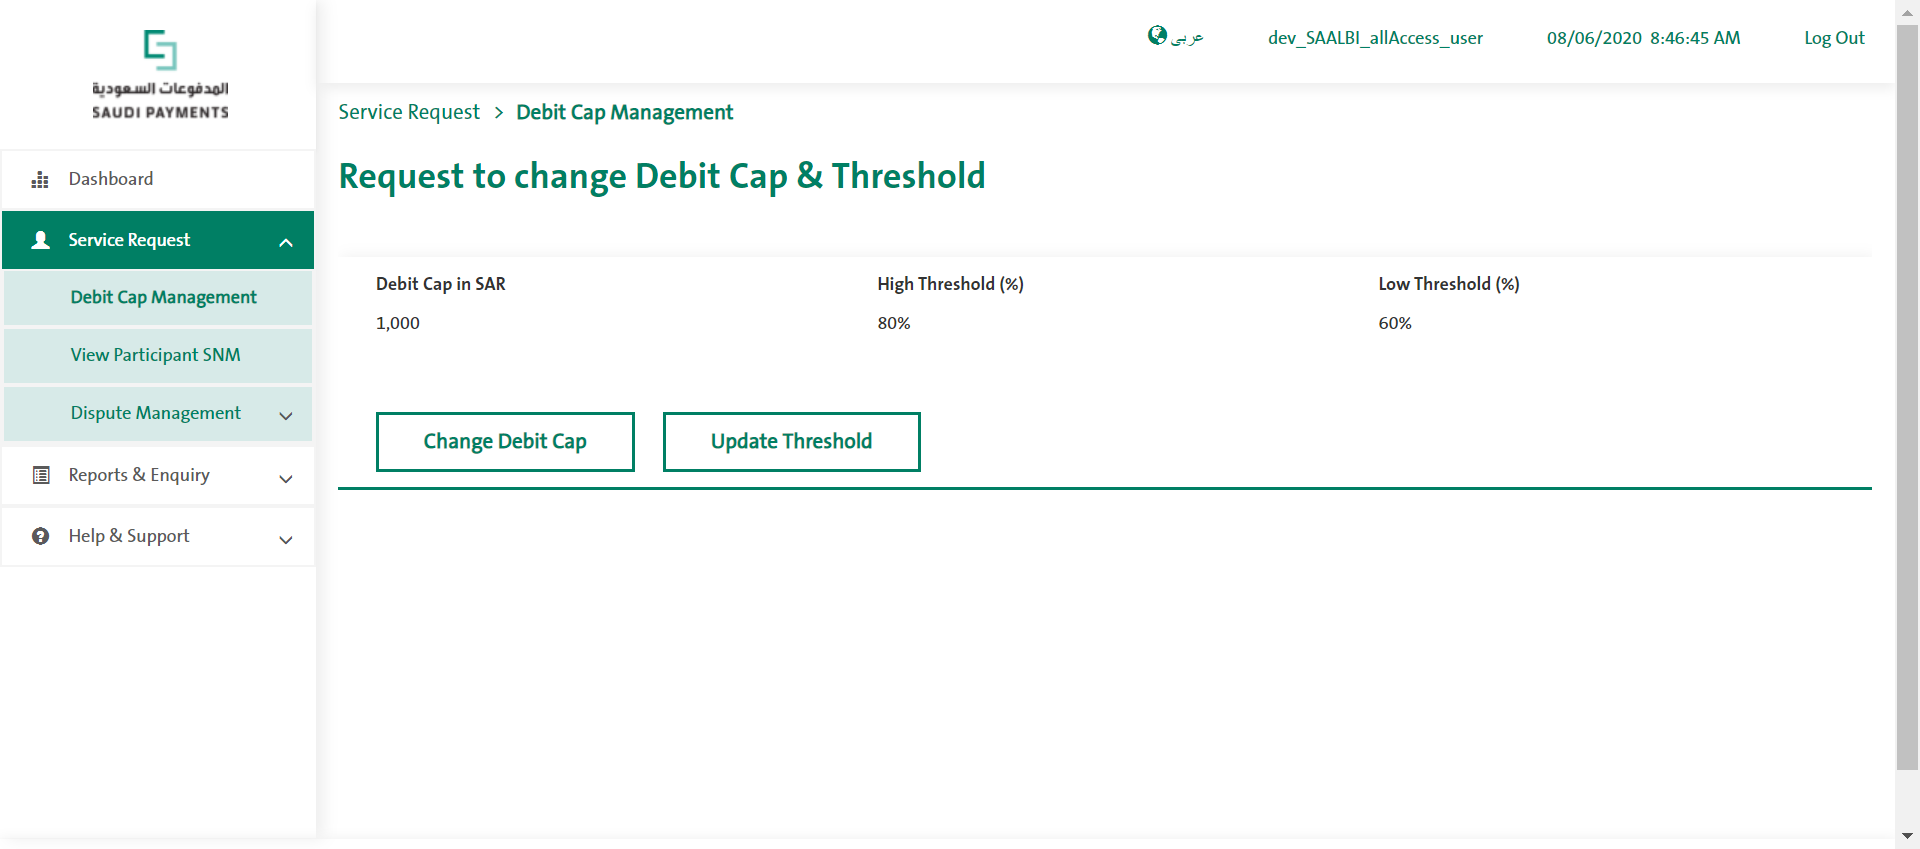 المدفوعات السعودية
SAUDI PAYMENTS
عربى
dev_SAALBI_allAccess_user
08/06/2020 8:46:45 AM
Log Out
Dashboard
Service Request
Debit Cap Management
View Participant SNM
Dispute Management
Reports & Enquiry
Help & Support
Service Request > Debit Cap Management
Request to change Debit Cap & Threshold
Debit Cap in SAR
1,000
High Threshold (%)
80%
Low Threshold (%)
60%
Change Debit Cap
Update Threshold